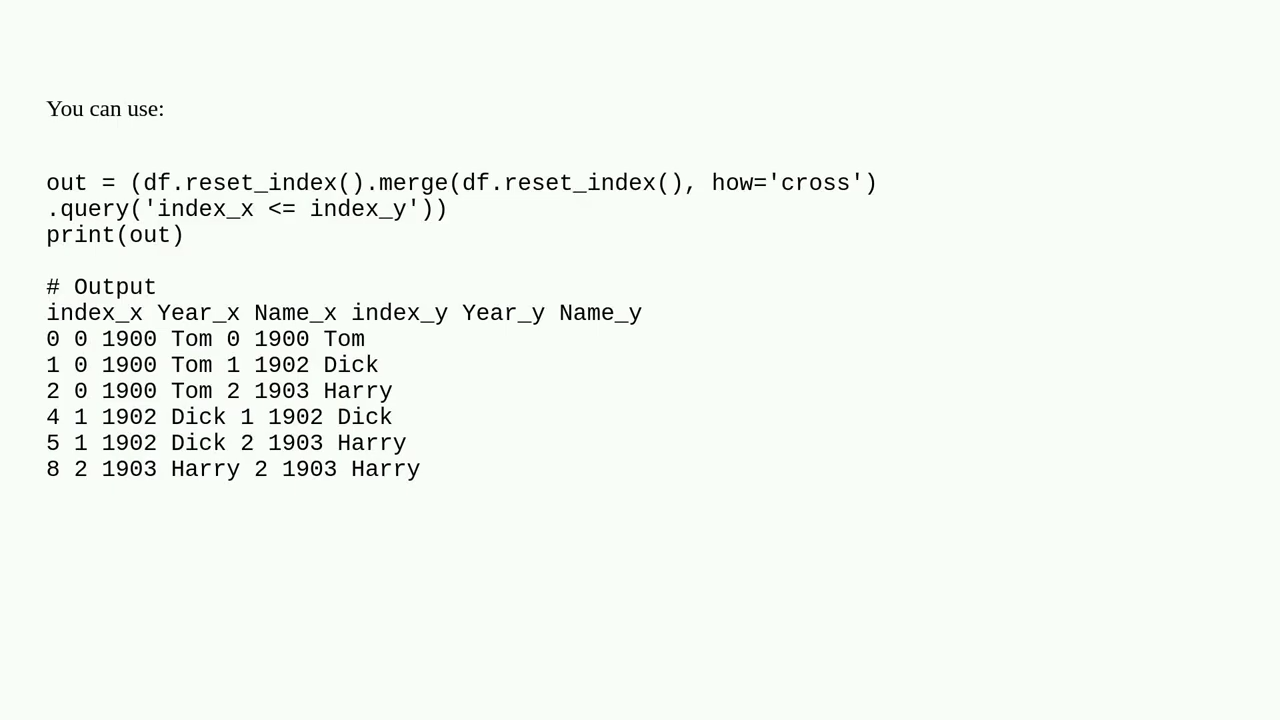 You can use:
out = (df.reset_index().merge(df.reset_index(), how='cross')
.query('index_x <= index_y'))
print(out)
# Output
index_x Year_x Name_x index_y Year_y Name_y
0 0 1900 Tom 0 1900 Tom
1 0 1900 Tom 1 1902 Dick
2 0 1900 Tom 2 1903 Harry
4 1 1902 Dick 1 1902 Dick
5 1 1902 Dick 2 1903 Harry
8 2 1903 Harry 2 1903 Harry